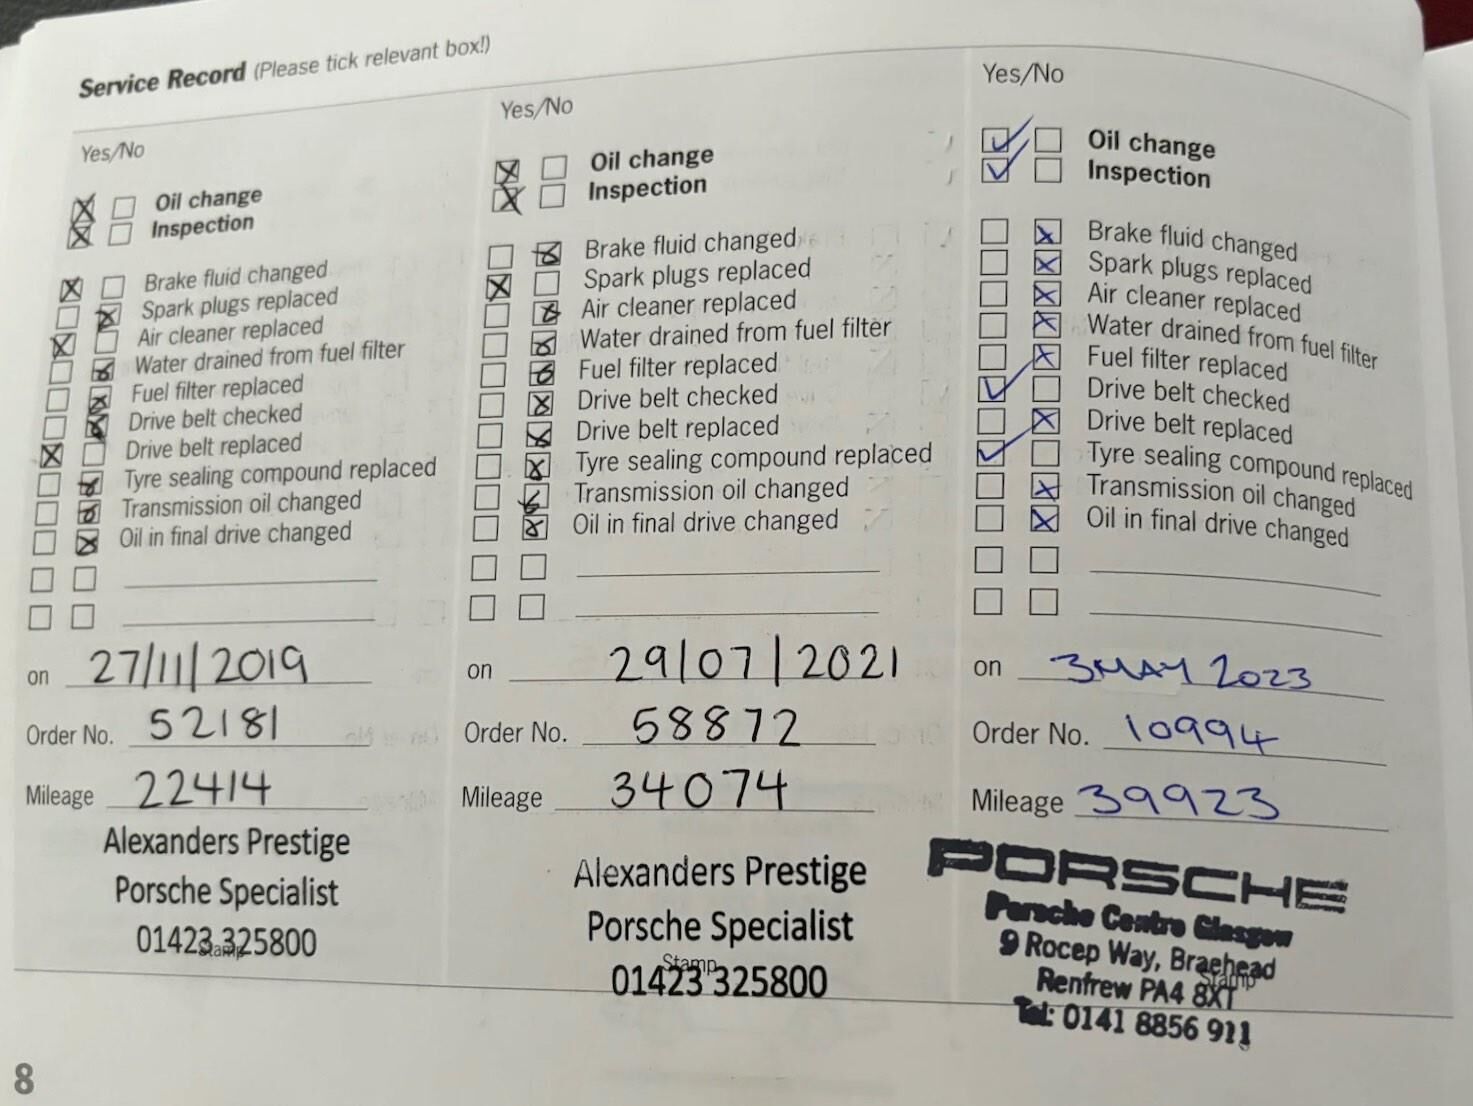 Service Record (Please tick relevant box!)
Yes/No
Oil change
Inspection
Brake fluid changed
Spark plugs replaced
Air cleaner replaced
Water drained from fuel filter
Fuel filter replaced
Drive belt checked
Drive belt replaced
Tyre sealing compound replaced
Transmission oil changed
Oil in final drive changed
on 27/11/2019
Order No. 52181
Mileage 22414
Alexanders Prestige
Porsche Specialist
01423 325800
Stamp
Yes/No
Oil change
Inspection
Brake fluid changed
Spark plugs replaced
Air cleaner replaced
Water drained from fuel filter
Fuel filter replaced
Drive belt checked
Drive belt replaced
Tyre sealing compound replaced
Transmission oil changed
Oil in final drive changed
on 29/07/2021
Order No. 58872
Mileage 34074
Alexanders Prestige
Porsche Specialist
Stamp
01423 325800
Yes/No
Oil change
Inspection
Brake fluid changed
Spark plugs replaced
Air cleaner replaced
Water drained from fuel filter
Fuel filter replaced
Drive belt checked
Drive belt replaced
Tyre sealing compound replaced
Transmission oil changed
Oil in final drive changed
on 3 MAY 2023
Order No. 10994
Mileage 39923
PORSCHE
Porsche Centre Glasgow
9 Rocep Way, Braehead
Stamp
Renfrew PA4 8XT
Tel: 0141 8856 911
8